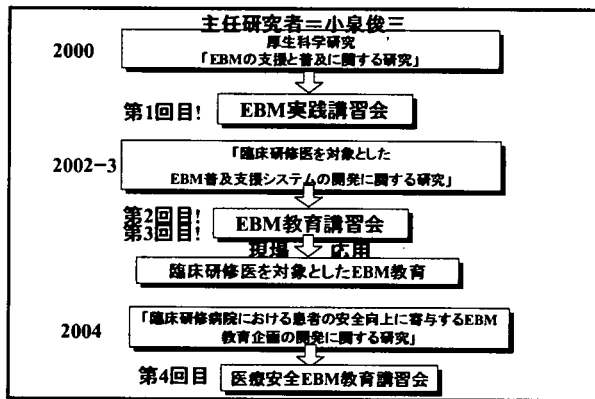 主任研究者＝小泉俊三
2000
厚生科学研究
「EBMの支援と普及に関する研究」
第1回目!
EBM実践講習会
2002−3
「臨床研修医を対象とした
EBM普及支援システムの開発に関する研究」
第2回目!
第3回目!
EBM教育講習会
現場 応用
臨床研修医を対象としたEBM教育
2004
「臨床研修病院における患者の安全向上に寄与するEBM
教育企画の開発に関する研究」
第4回目
医療安全EBM教育講習会